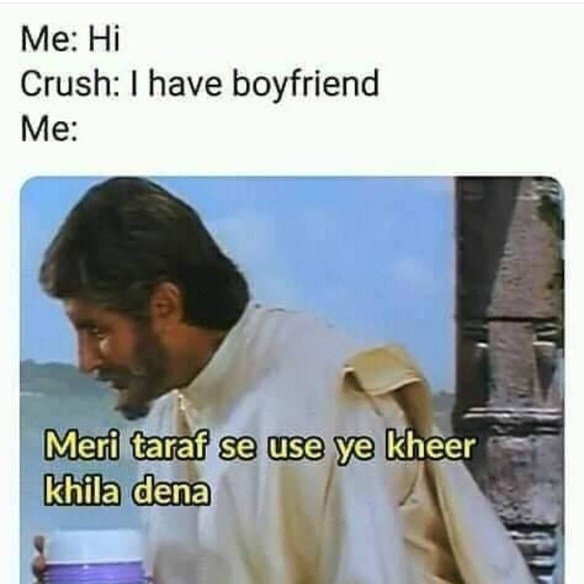 Me: Hi
Crush: I have boyfriend
Me:
Meri taraf se use ye kheer
khila dena